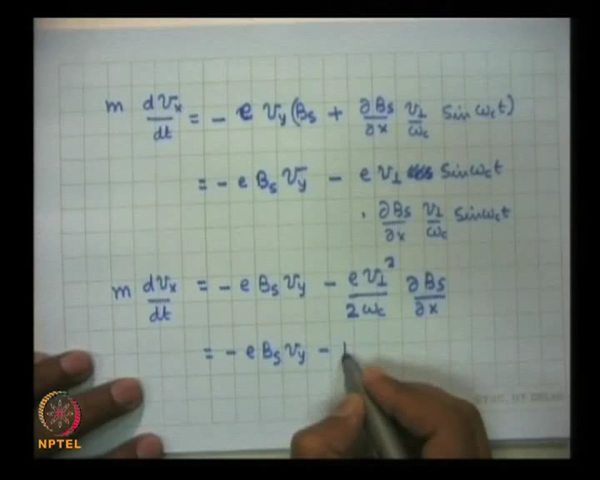 m dVx/dt = - e Vy (Bs + ∂Bs/∂x V⊥/ωc Sin ωct)
= - e Bs Vy - e V⊥ Sin ωct
. ∂Bs/∂x V⊥/ωc Sin ωct
m dVx/dt = - e Bs Vy - e V⊥²/2ωc ∂Bs/∂x
= - e Bs Vy -
NPTEL